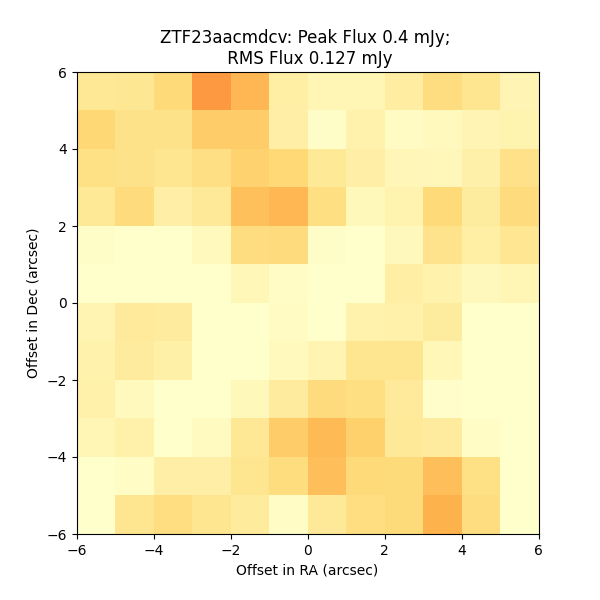 ZTF23aacmdcv: Peak Flux 0.4 mJy;
RMS Flux 0.127 mJy
6
4
2
0
−2
−4
−6
Offset in Dec (arcsec)
−6 −4 −2 0 2 4 6
Offset in RA (arcsec)